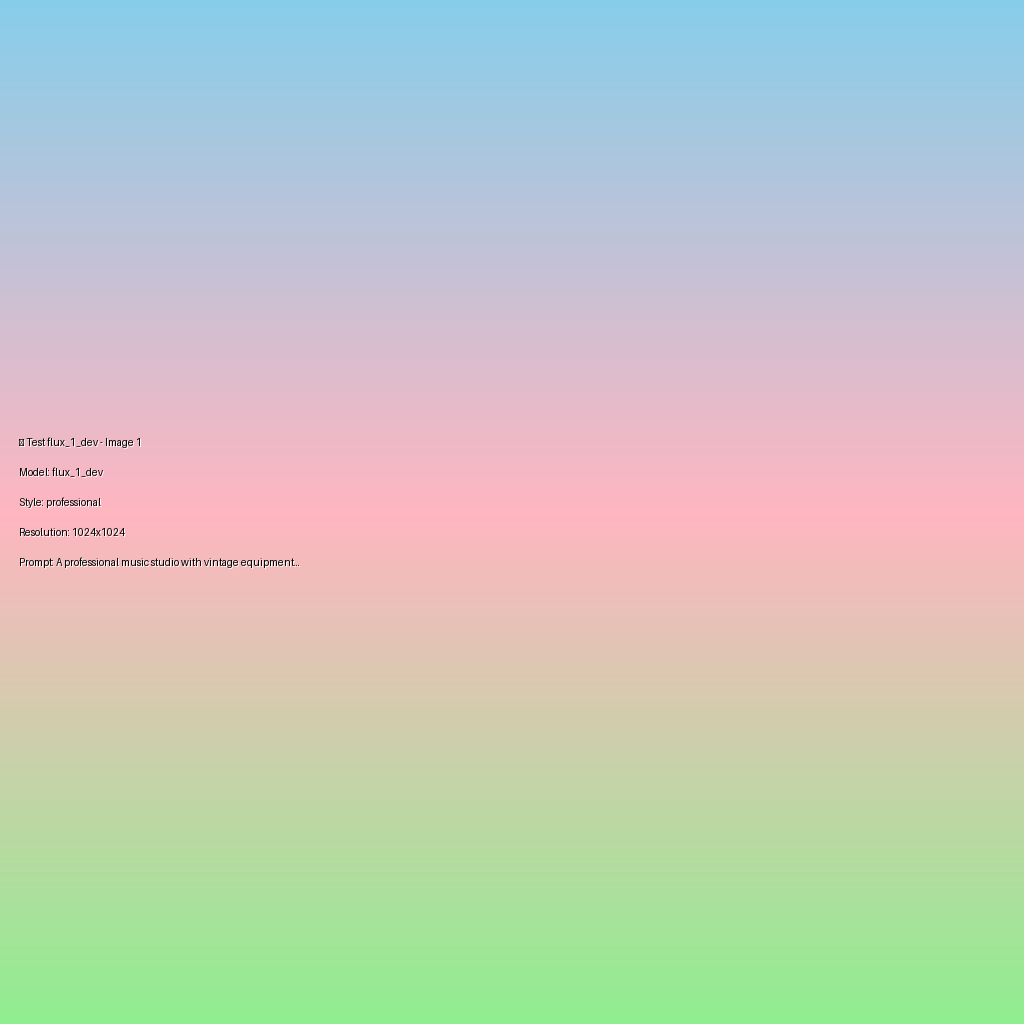 Test flux_1_dev - Image 1
Model: flux_1_dev
Style: professional
Resolution: 1024x1024
Prompt: A professional music studio with vintage equipment...